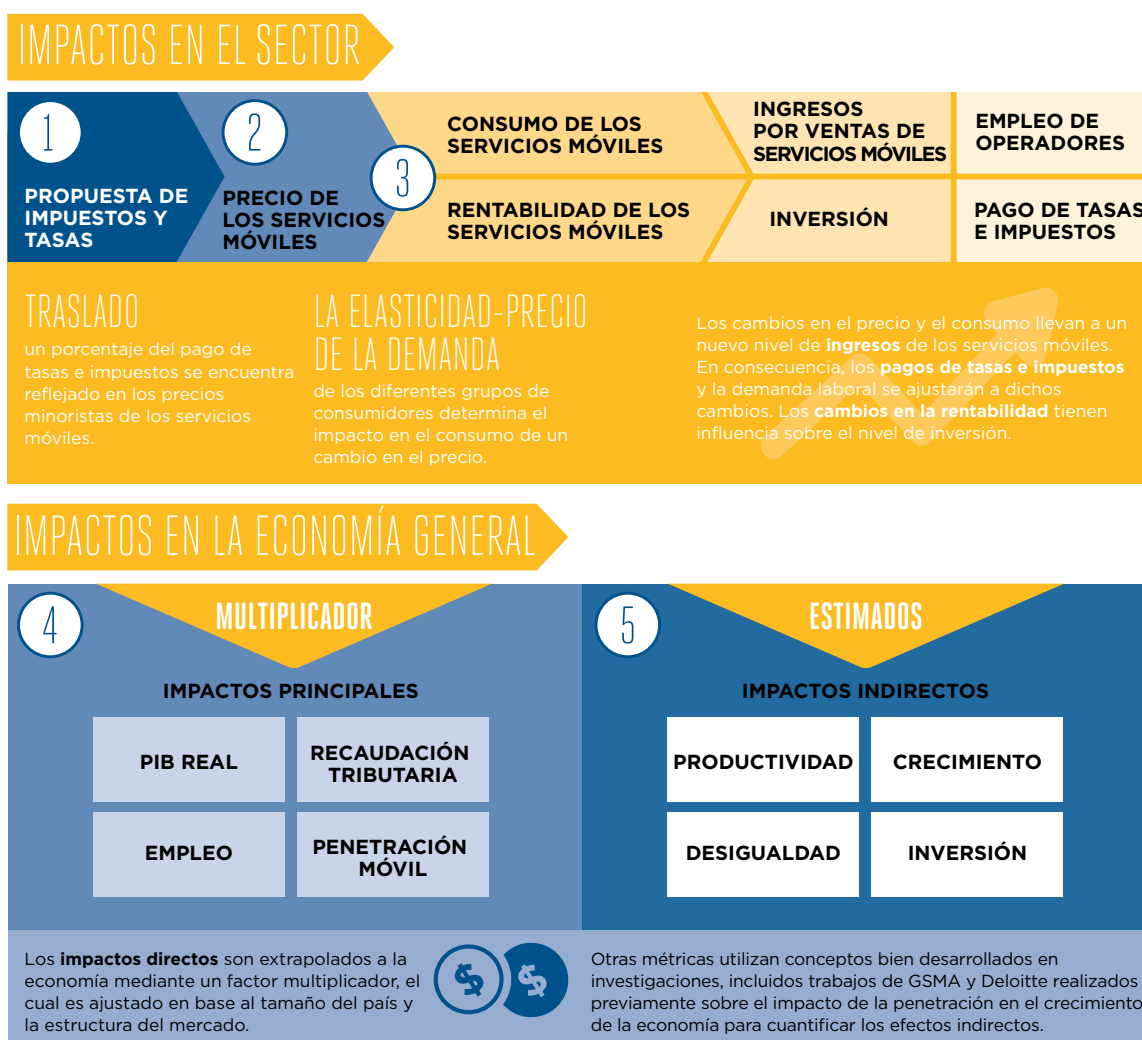 IMPACTOS EN EL SECTOR
1
PROPUESTA DE
IMPUESTOS Y
TASAS
2
PRECIO DE
LOS SERVICIOS
MÓVILES
3
CONSUMO DE LOS
SERVICIOS MÓVILES
RENTABILIDAD DE LOS
SERVICIOS MÓVILES
INGRESOS
POR VENTAS DE
SERVICIOS MÓVILES
INVERSIÓN
EMPLEO DE
OPERADORES
PAGO DE TASAS
E IMPUESTOS
TRASLADO
un porcentaje del pago de
tasas e impuestos se encuentra
reflejado en los precios
minoristas de los servicios
móviles.
LA ELASTICIDAD-PRECIO
DE LA DEMANDA
de los diferentes grupos de
consumidores determina el
impacto en el consumo de un
cambio en el precio.
Los cambios en el precio y el consumo llevan a un
nuevo nivel de ingresos de los servicios móviles.
En consecuencia, los pagos de tasas e impuestos
y la demanda laboral se ajustarán a dichos
cambios. Los cambios en la rentabilidad tienen
influencia sobre el nivel de inversión.
IMPACTOS EN LA ECONOMÍA GENERAL
4
MULTIPLICADOR
IMPACTOS PRINCIPALES
PIB REAL
RECAUDACIÓN
TRIBUTARIA
EMPLEO
PENETRACIÓN
MÓVIL
Los impactos directos son extrapolados a la
economía mediante un factor multiplicador, el
cual es ajustado en base al tamaño del país y
la estructura del mercado.
$ $
5
ESTIMADOS
IMPACTOS INDIRECTOS
PRODUCTIVIDAD
CRECIMIENTO
DESIGUALDAD
INVERSIÓN
Otras métricas utilizan conceptos bien desarrollados en
investigaciones, incluidos trabajos de GSMA y Deloitte realizados
previamente sobre el impacto de la penetración en el crecimiento
de la economía para cuantificar los efectos indirectos.